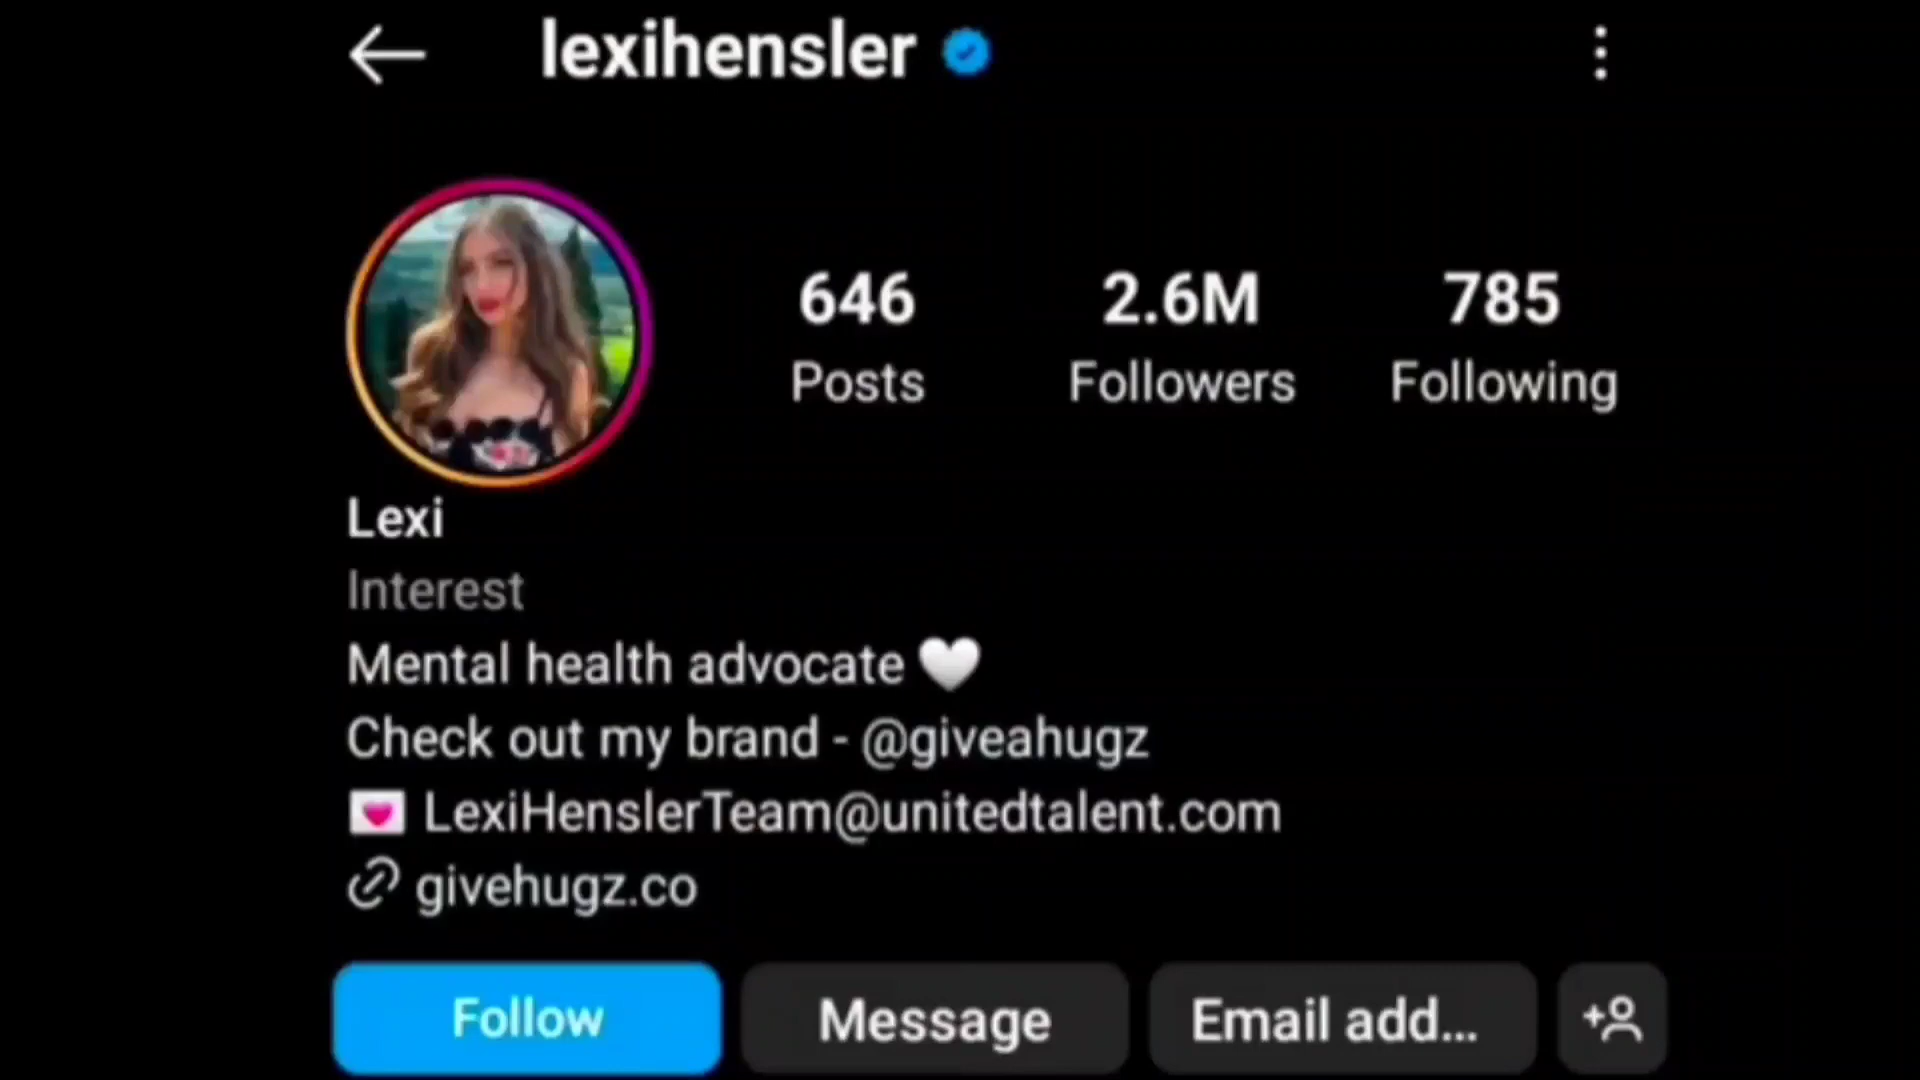 lexihensler
646 2.6M 785
Posts Followers Following
Lexi
Interest
Mental health advocate 🤍
Check out my brand - @giveahugz
💌 LexiHenslerTeam@unitedtalent.com
givehugz.co
Follow Message Email add...